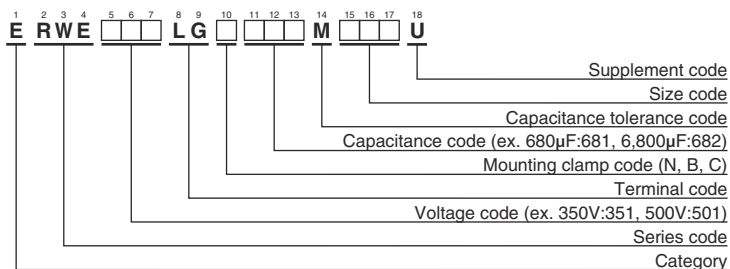 1 2 3 4 5 6 7 8 9 10 11 12 13 14 15 16 17 18
E RWE LG M U
Supplement code
Size code
Capacitance tolerance code
Capacitance code (ex. 680µF:681, 6,800µF:682)
Mounting clamp code (N, B, C)
Terminal code
Voltage code (ex. 350V:351, 500V:501)
Series code
Category